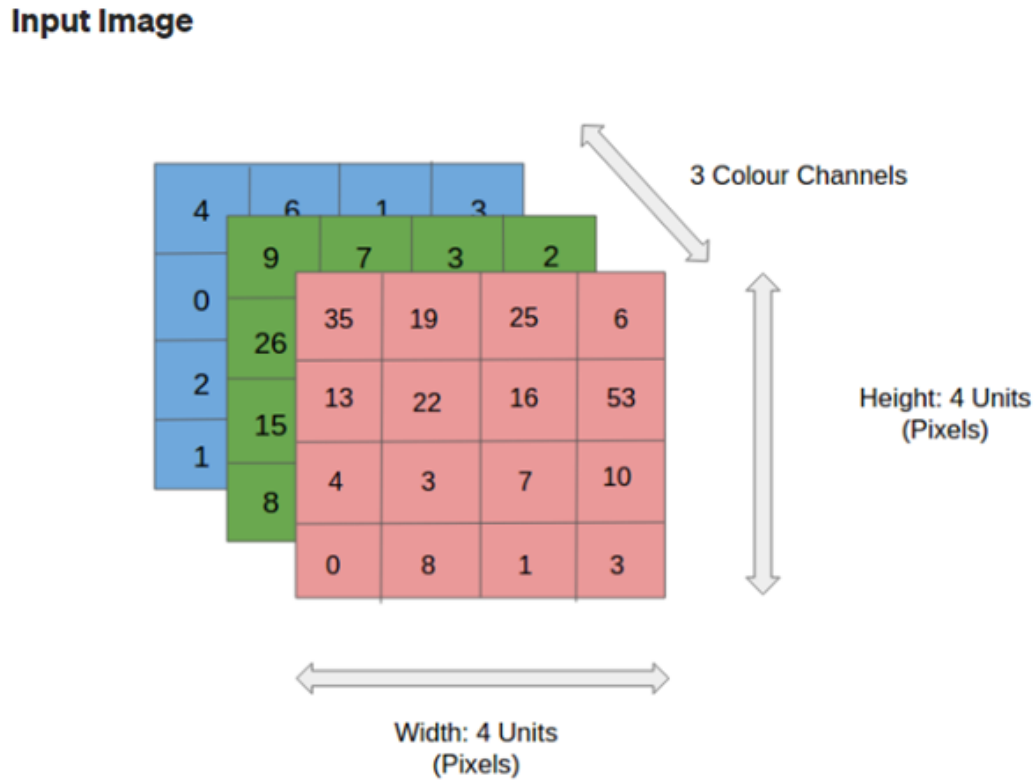 Input Image
3 Colour Channels
4 6 1 3
9 7 3 2
35 19 25 6
0
26
13 22 16 53
2
15
4 3 7 10
1
8
0 8 1 3
Height: 4 Units
(Pixels)
Width: 4 Units
(Pixels)